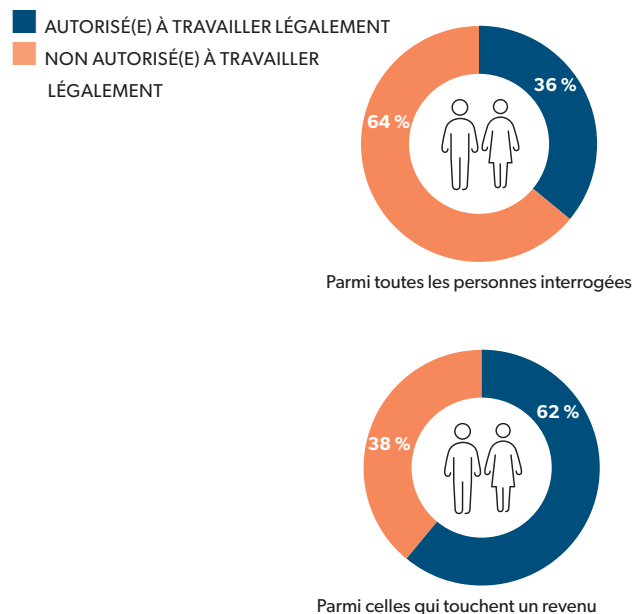 AUTORISÉ(E) À TRAVAILLER LÉGALEMENT
NON AUTORISÉ(E) À TRAVAILLER
LÉGALEMENT
36 %
64 %
Parmi toutes les personnes interrogées
62 %
38 %
Parmi celles qui touchent un revenu